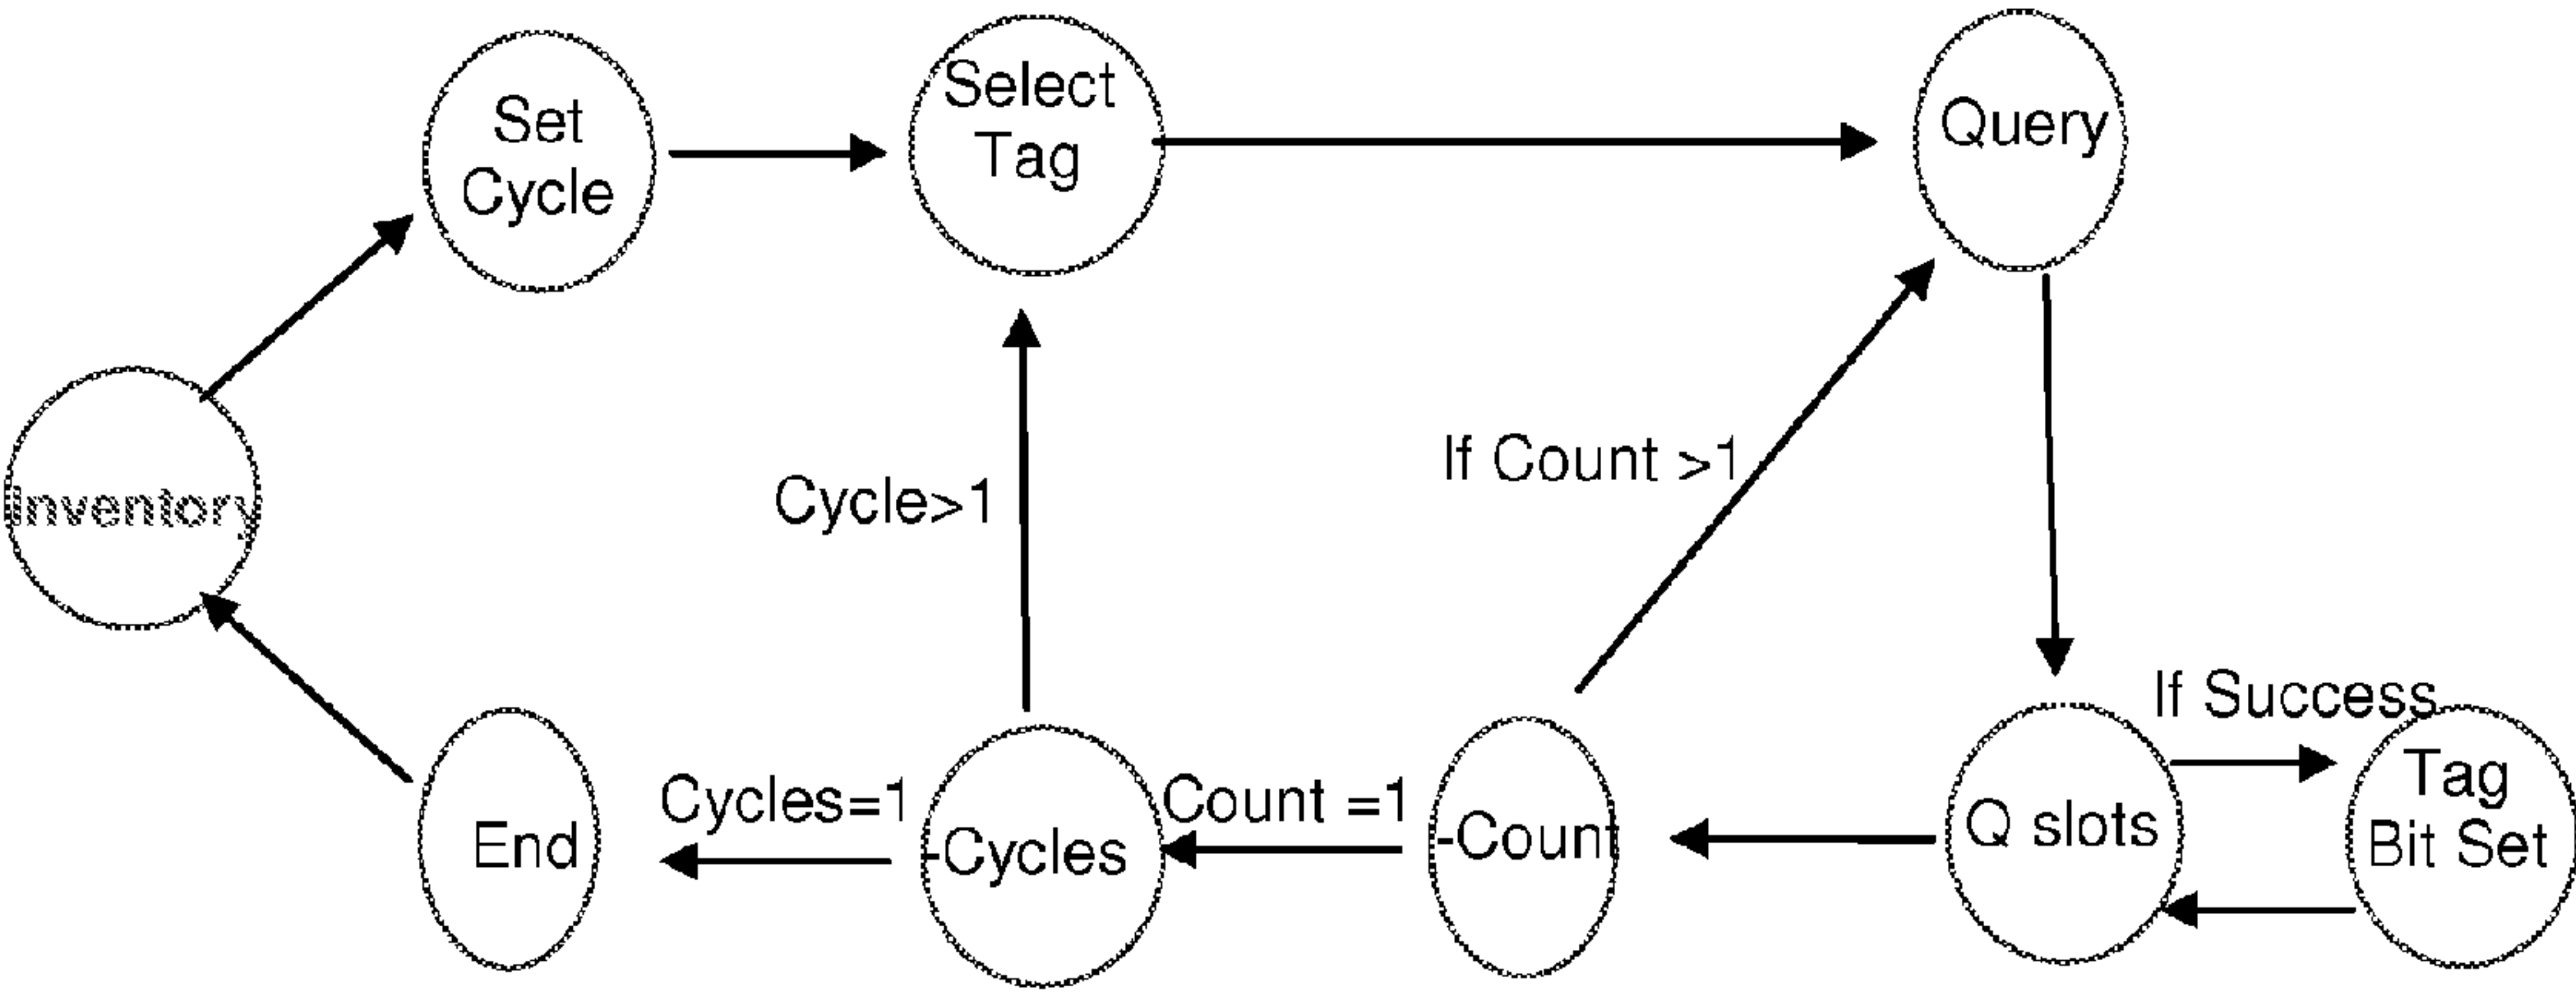 Set
Cycle
Select
Tag
Query
Inventory
Cycle>1
If Count >1
If Success
End
Cycles=1
-Cycles
Count =1
-Count
Q slots
Tag
Bit Set